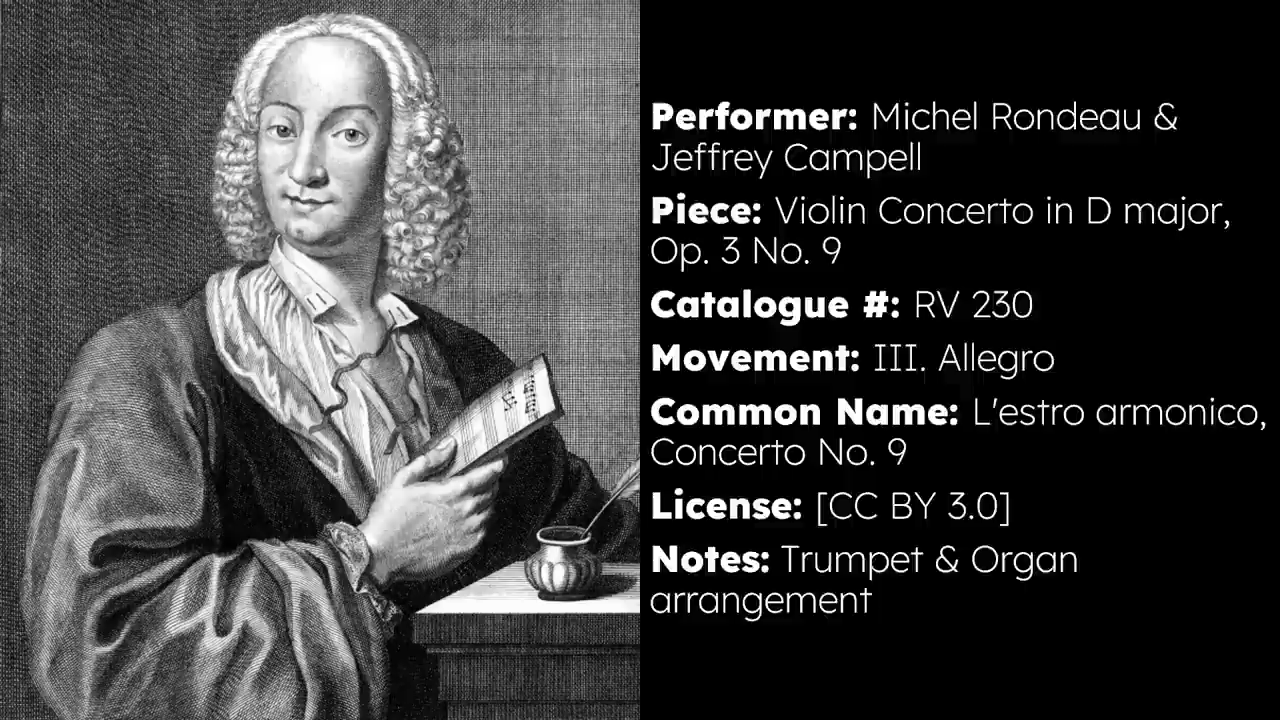 Performer: Michel Rondeau &
Jeffrey Campell
Piece: Violin Concerto in D major,
Op. 3 No. 9
Catalogue #: RV 230
Movement: III. Allegro
Common Name: L'estro armonico,
Concerto No. 9
License: [CC BY 3.0]
Notes: Trumpet & Organ
arrangement